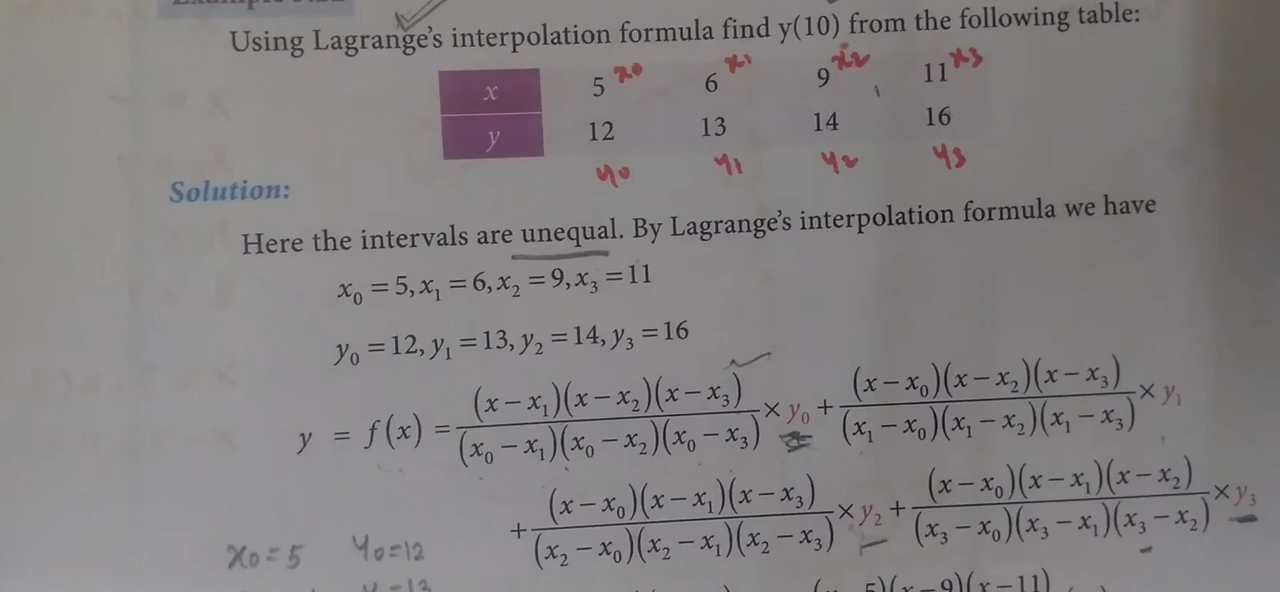 Using Lagrange's interpolation formula find y(10) from the following table:
x 5 x0 6 x1 9 x2 11 x3
y 12 13 14 16
y0 y1 y2 y3
Solution:
Here the intervals are unequal. By Lagrange's interpolation formula we have
x₀ = 5, x₁ = 6, x₂ = 9, x₃ = 11
y₀ = 12, y₁ = 13, y₂ = 14, y₃ = 16
y = f(x) = (x−x₁)(x−x₂)(x−x₃) / (x₀−x₁)(x₀−x₂)(x₀−x₃) × y₀ + (x−x₀)(x−x₂)(x−x₃) / (x₁−x₀)(x₁−x₂)(x₁−x₃) × y₁
+ (x−x₀)(x−x₁)(x−x₃) / (x₂−x₀)(x₂−x₁)(x₂−x₃) × y₂ + (x−x₀)(x−x₁)(x−x₂) / (x₃−x₀)(x₃−x₁)(x₃−x₂) × y₃
x0=5 y0=12
5)(x−9)(x−11)